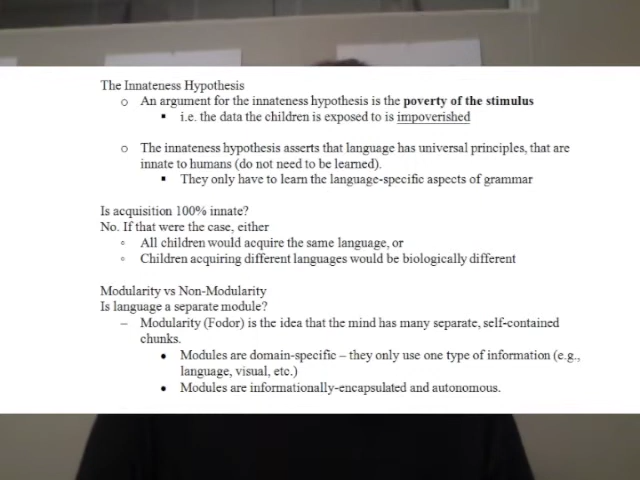 The Innateness Hypothesis
o An argument for the innateness hypothesis is the poverty of the stimulus
▪ i.e. the data the children is exposed to is impoverished
o The innateness hypothesis asserts that language has universal principles, that are
innate to humans (do not need to be learned).
▪ They only have to learn the language-specific aspects of grammar
Is acquisition 100% innate?
No. If that were the case, either
◦ All children would acquire the same language, or
◦ Children acquiring different languages would be biologically different
Modularity vs Non-Modularity
Is language a separate module?
– Modularity (Fodor) is the idea that the mind has many separate, self-contained
chunks.
• Modules are domain-specific – they only use one type of information (e.g.,
language, visual, etc.)
• Modules are informationally-encapsulated and autonomous.